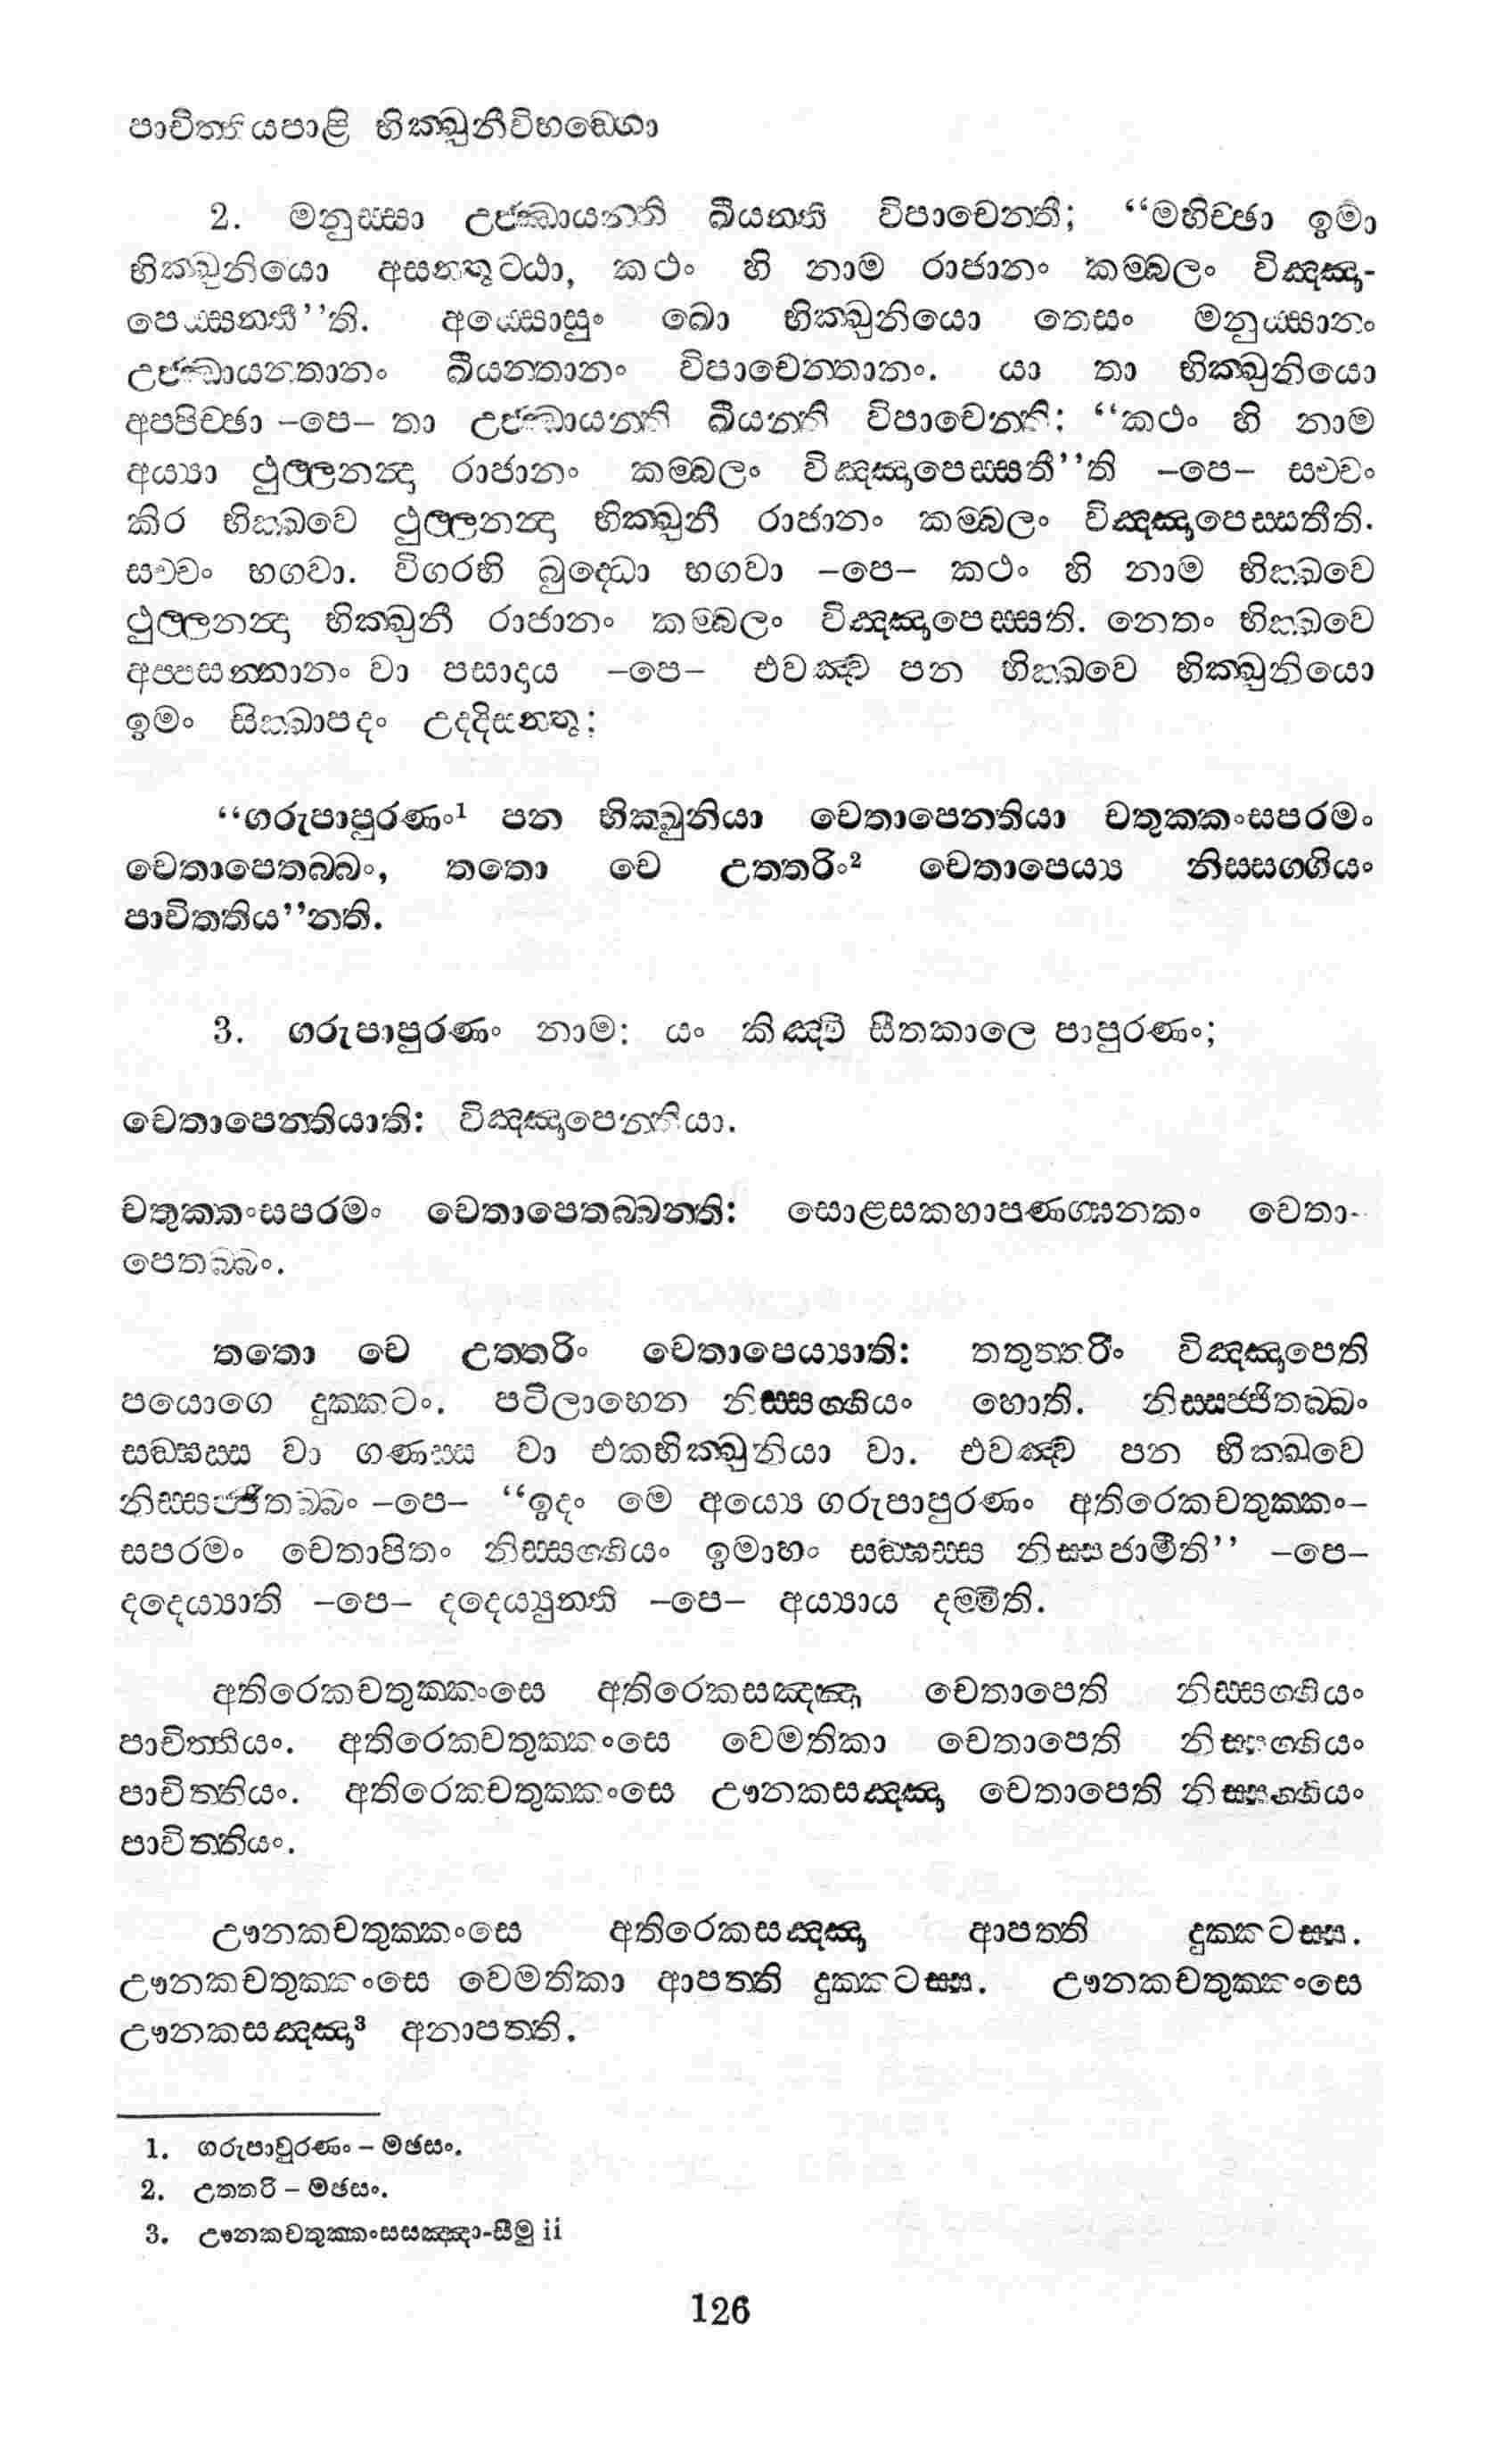 පාචිත්තියපාළි භික්ඛුනීවිභඞ්ගො
2. මනුස්සා උජ්ඣායන්ති ඛීයන්ති විපාචෙන්ති; “මහිච්ඡා ඉමා
භික්ඛුනියො අසන්තුට්ඨා, කථං හි නාම රාජානං කම්බලං විඤ්ඤා-
පෙස්සන්තී”ති. අස්සොසුං ඛො භික්ඛුනියො තෙසං මනුස්සානං
උජ්ඣායන්තානං ඛීයන්තානං විපාචෙන්තානං. යා තා භික්ඛුනියො
අප්පිච්ඡා –පෙ– තා උජ්ඣායන්ති ඛීයන්ති විපාචෙන්ති: “කථං හි නාම
අය්‍යා ථුල්ලනන්‍දා රාජානං කම්බලං විඤ්ඤාපෙස්සතී”ති –පෙ– සච්චං
කිර භික්ඛවෙ ථුල්ලනන්‍දා භික්ඛුනී රාජානං කම්බලං විඤ්ඤාපෙස්සතීති.
සච්චං භගවා. විගරහි බුද්ධො භගවා –පෙ– කථං හි නාම භික්ඛවෙ
ථුල්ලනන්‍දා භික්ඛුනී රාජානං කම්බලං විඤ්ඤාපෙස්සති. නෙතං භික්ඛවෙ
අප්පසන්නානං වා පසාදාය –පෙ– එවඤ්ච පන භික්ඛවෙ භික්ඛුනියො
ඉමං සික්ඛාපදං උද්දිසන්තු:
“ගරුපාපුරණං¹ පන භික්ඛුනියා චෙතාපෙන්තියා චතුක්කංසපරමං
චෙතාපෙතබ්බං, තතො චෙ උත්තරිං² චෙතාපෙය්‍ය නිස්සග්ගියං
පාචිත්තිය”න්ති.
3. ගරුපාපුරණං නාම: යං කිඤ්චි සීතකාලෙ පාපුරණං;
චෙතාපෙන්තියාති: විඤ්ඤාපෙන්තියා.
චතුක්කංසපරමං චෙතාපෙතබ්බන්ති: සොළසකහාපණග්ඝනකං චෙතා-
පෙතබ්බං.
තතො චෙ උත්තරිං චෙතාපෙය්‍යාති: තතුත්තරිං විඤ්ඤාපෙති
පයොගෙ දුක්කටං. පටිලාභෙන නිස්සග්ගියං හොති. නිස්සජ්ජිතබ්බං
සඞ්ඝස්ස වා ගණස්ස වා එකභික්ඛුනියා වා. එවඤ්ච පන භික්ඛවෙ
නිස්සජ්ජිතබ්බං –පෙ– “ඉදං මෙ අය්‍යෙ ගරුපාපුරණං අතිරෙකචතුක්කං–
සපරමං චෙතාපිතං නිස්සග්ගියං ඉමාහං සඞ්ඝස්ස නිස්සජාමීති” –පෙ–
දදෙය්‍යාති –පෙ– දදෙය්‍යුන්ති –පෙ– අය්‍යාය දම්මීති.
අතිරෙකචතුක්කංසෙ අතිරෙකසඤ්ඤා චෙතාපෙති නිස්සග්ගියං
පාචිත්තියං. අතිරෙකචතුක්කංසෙ වෙමතිකා චෙතාපෙති නිස්සග්ගියං
පාචිත්තියං. අතිරෙකචතුක්කංසෙ ඌනකසඤ්ඤා චෙතාපෙති නිස්සග්ගියං
පාචිත්තියං.
ඌනකචතුක්කංසෙ අතිරෙකසඤ්ඤා ආපත්ති දුක්කටස්ස.
ඌනකචතුක්කංසෙ වෙමතිකා ආපත්ති දුක්කටස්ස. ඌනකචතුක්කංසෙ
ඌනකසඤ්ඤා³ අනාපත්ති.
1. ගරුපාවුරණං – මඡසං.
2. උත්තරි – මඡසං.
3. ඌනකචතුක්කංසසඤ්ඤා-සීමු ii
126